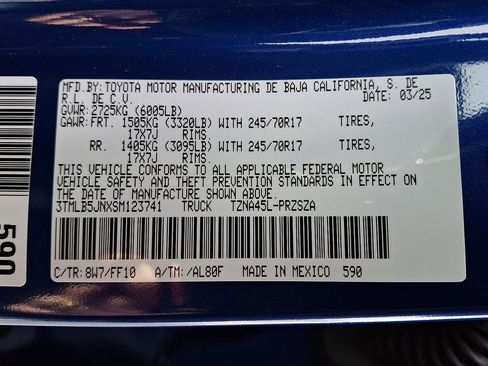 MFD.BY:TOYOTA MOTOR MANUFACTURING DE BAJA CALIFORNIA, S. DE
R.L. DE C.V. DATE: 03/25
GVWR: 2725KG (6005LB)
GAWR: FRT. 1505KG (3320LB) WITH 245/70R17 TIRES,
17X7J RIMS.
RR. 1405KG (3095LB) WITH 245/70R17 TIRES,
17X7J RIMS.
THIS VEHICLE CONFORMS TO ALL APPLICABLE FEDERAL MOTOR
VEHICLE SAFETY AND THEFT PREVENTION STANDARDS IN EFFECT ON
THE DATE OF MANUFACTURE SHOWN ABOVE.
3TMLB5JNXSM123741 TRUCK TZNA45L-PRZSZA
C/TR: 8W7/FF10 A/TM: /AL80F MADE IN MEXICO 590
590